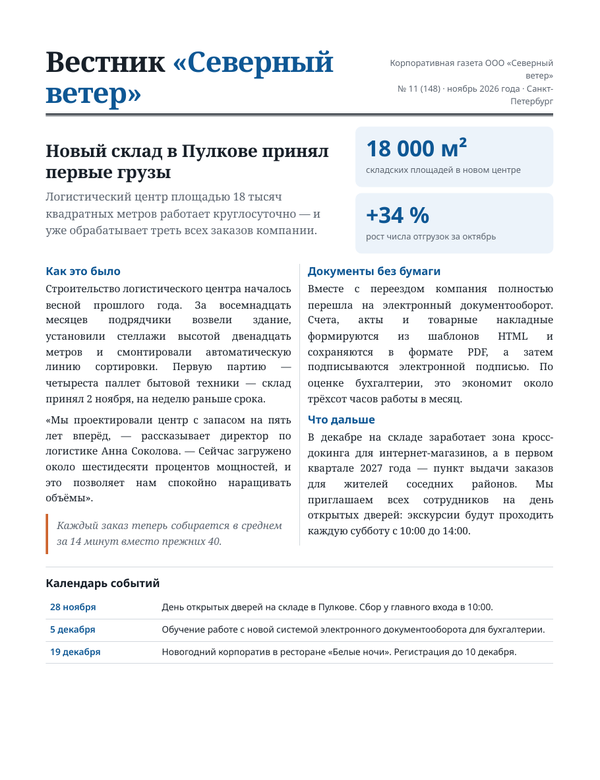 Вестник «Северный
ветер»
Корпоративная газета ООО «Северный
ветер»
№ 11 (148) · ноябрь 2026 года · Санкт-
Петербург
Новый склад в Пулкове принял
первые грузы
Логистический центр площадью 18 тысяч
квадратных метров работает круглосуточно — и
уже обрабатывает треть всех заказов компании.
18 000 м²
складских площадей в новом центре
+34 %
рост числа отгрузок за октябрь
Как это было
Строительство логистического центра началось
весной прошлого года. За восемнадцать
месяцев подрядчики возвели здание,
установили стеллажи высотой двенадцать
метров и смонтировали автоматическую
линию сортировки. Первую партию —
четыреста паллет бытовой техники — склад
принял 2 ноября, на неделю раньше срока.
«Мы проектировали центр с запасом на пять
лет вперёд, — рассказывает директор по
логистике Анна Соколова. — Сейчас загружено
около шестидесяти процентов мощностей, и
это позволяет нам спокойно наращивать
объёмы».
Каждый заказ теперь собирается в среднем
за 14 минут вместо прежних 40.
Документы без бумаги
Вместе с переездом компания полностью
перешла на электронный документооборот.
Счета, акты и товарные накладные
формируются из шаблонов HTML и
сохраняются в формате PDF, а затем
подписываются электронной подписью. По
оценке бухгалтерии, это экономит около
трёхсот часов работы в месяц.
Что дальше
В декабре на складе заработает зона кросс-
докинга для интернет-магазинов, а в первом
квартале 2027 года — пункт выдачи заказов
для жителей соседних районов. Мы
приглашаем всех сотрудников на день
открытых дверей: экскурсии будут проходить
каждую субботу с 10:00 до 14:00.
Календарь событий
28 ноября День открытых дверей на складе в Пулкове. Сбор у главного входа в 10:00.
5 декабря Обучение работе с новой системой электронного документооборота для бухгалтерии.
19 декабря Новогодний корпоратив в ресторане «Белые ночи». Регистрация до 10 декабря.